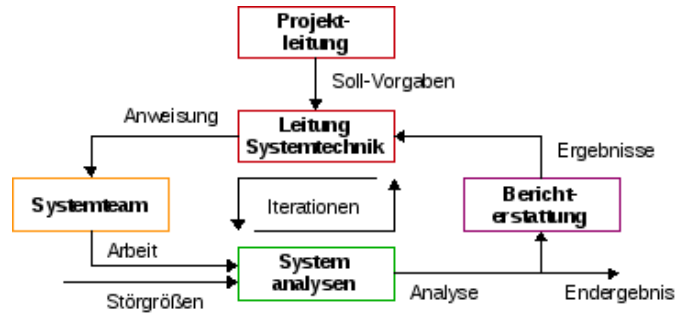 Projekt-
leitung
Soll-Vorgaben
Anweisung
Leitung
Systemtechnik
Ergebnisse
Systemteam
Iterationen
Bericht-
erstattung
Arbeit
System
analysen
Störgrößen
Analyse
Endergebnis